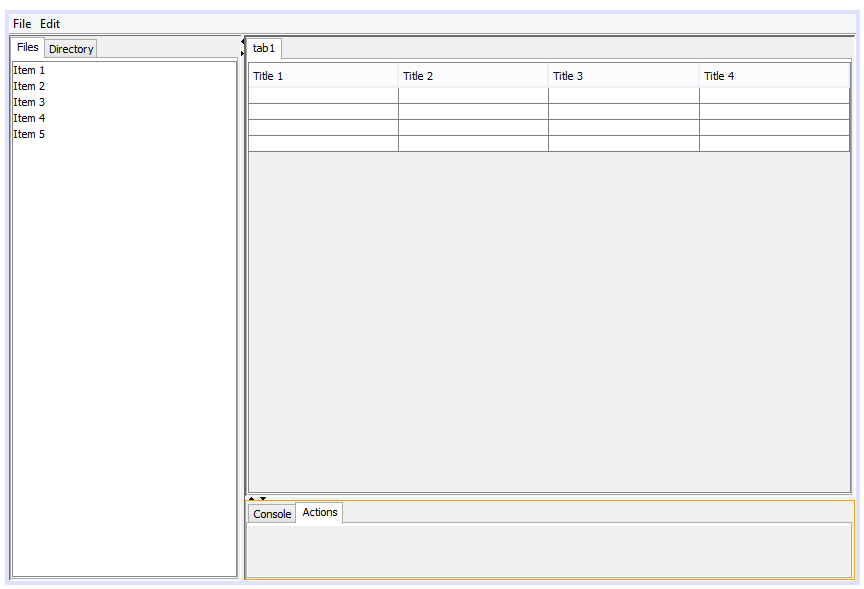 File Edit
Files Directory
Item 1
Item 2
Item 3
Item 4
Item 5
tab1
Title 1 Title 2 Title 3 Title 4
Console Actions